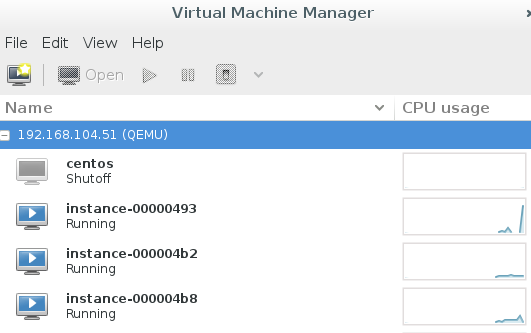 Virtual Machine Manager
File Edit View Help
Open
Name CPU usage
192.168.104.51 (QEMU)
centos
Shutoff
instance-00000493
Running
instance-000004b2
Running
instance-000004b8
Running